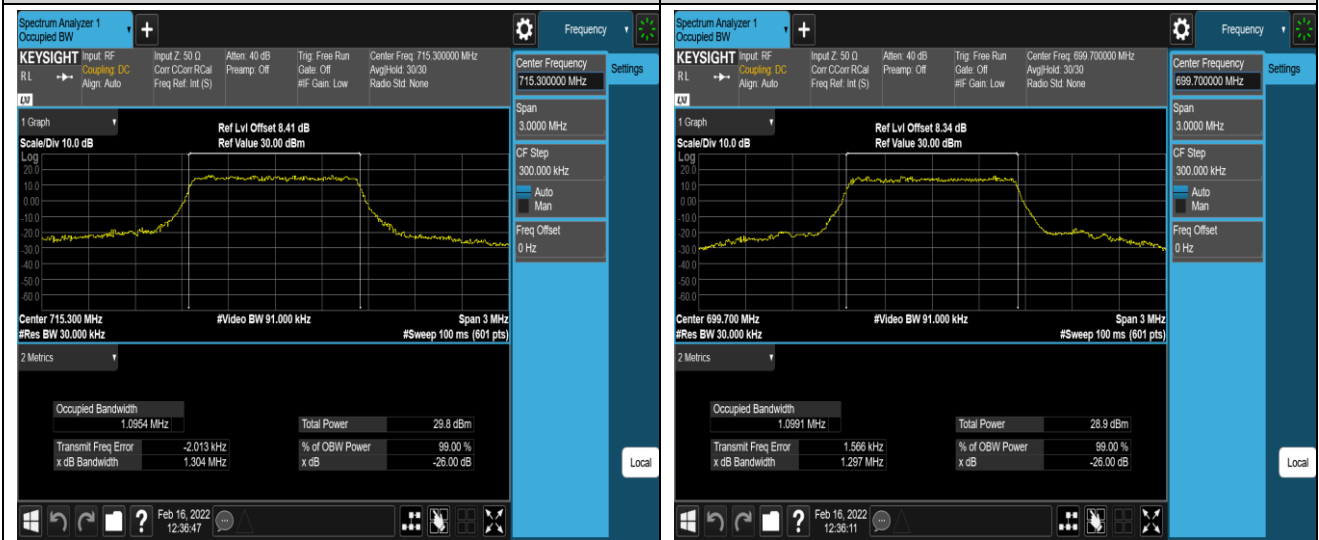 Spectrum Analyzer 1
Occupied BW
+
Frequency
KEYSIGHT
RL
LXI
Input: RF
Coupling: DC
Align: Auto
Input Z: 50 Ω
Corr CCorr RCal
Freq Ref: Int (S)
Atten: 40 dB
Preamp: Off
Trig: Free Run
Gate: Off
#IF Gain: Low
Center Freq: 715.300000 MHz
Avg|Hold: 30/30
Radio Std: None
Center Frequency
715.300000 MHz
Settings
Span
3.0000 MHz
CF Step
300.000 kHz
Auto
Man
Freq Offset
0 Hz
Local
1 Graph
Ref Lvl Offset 8.41 dB
Scale/Div 10.0 dB
Ref Value 30.00 dBm
Log
20.0
10.0
0.00
-10.0
-20.0
-30.0
-40.0
-50.0
-60.0
Center 715.300 MHz
#Video BW 91.000 kHz
Span 3 MHz
#Res BW 30.000 kHz
#Sweep 100 ms (601 pts)
2 Metrics
Occupied Bandwidth
1.0954 MHz
Total Power 29.8 dBm
Transmit Freq Error -2.013 kHz
% of OBW Power 99.00 %
x dB Bandwidth 1.304 MHz
x dB -26.00 dB
?
Feb 16, 2022
12:36:47
Spectrum Analyzer 1
Occupied BW
+
Frequency
KEYSIGHT
RL
LXI
Input: RF
Coupling: DC
Align: Auto
Input Z: 50 Ω
Corr CCorr RCal
Freq Ref: Int (S)
Atten: 40 dB
Preamp: Off
Trig: Free Run
Gate: Off
#IF Gain: Low
Center Freq: 699.700000 MHz
Avg|Hold: 30/30
Radio Std: None
Center Frequency
699.700000 MHz
Settings
Span
3.0000 MHz
CF Step
300.000 kHz
Auto
Man
Freq Offset
0 Hz
Local
1 Graph
Ref Lvl Offset 8.34 dB
Scale/Div 10.0 dB
Ref Value 30.00 dBm
Log
20.0
10.0
0.00
-10.0
-20.0
-30.0
-40.0
-50.0
-60.0
Center 699.700 MHz
#Video BW 91.000 kHz
Span 3 MHz
#Res BW 30.000 kHz
#Sweep 100 ms (601 pts)
2 Metrics
Occupied Bandwidth
1.0991 MHz
Total Power 28.9 dBm
Transmit Freq Error 1.566 kHz
% of OBW Power 99.00 %
x dB Bandwidth 1.297 MHz
x dB -26.00 dB
?
Feb 16, 2022
12:36:11